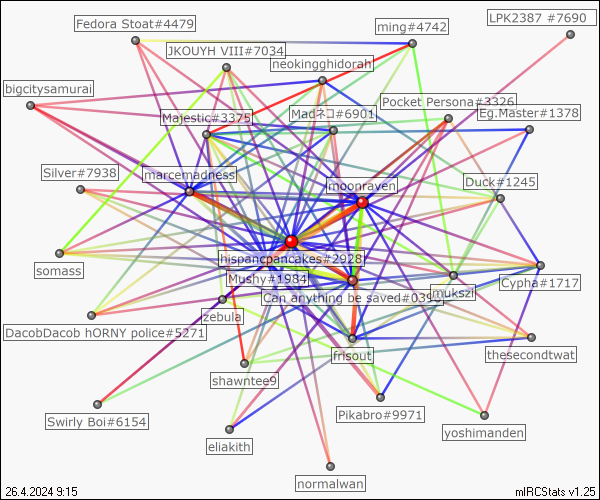 Fedora Stoat#4479
ming#4742
LPK2387 #7690
JKOUYH VIII#7034
neokingghidorah
bigcitysamurai
Majestic#3375
Madネコ#6901
Pocket Persona#3326
Eg.Master#1378
Silver#7938
marcemadness
moonraven
Duck#1245
hispancpancakes#2928
somass
Mushy#1984
Can anything be saved#039
mukszi
Cypha#1717
zebula
DacobDacob hORNY police#5271
frisout
thesecondtwat
shawntee9
Swirly Boi#6154
Pikabro#9971
yoshimanden
eliakith
normalwan
26.4.2024 9:15
mIRCStats v1.25